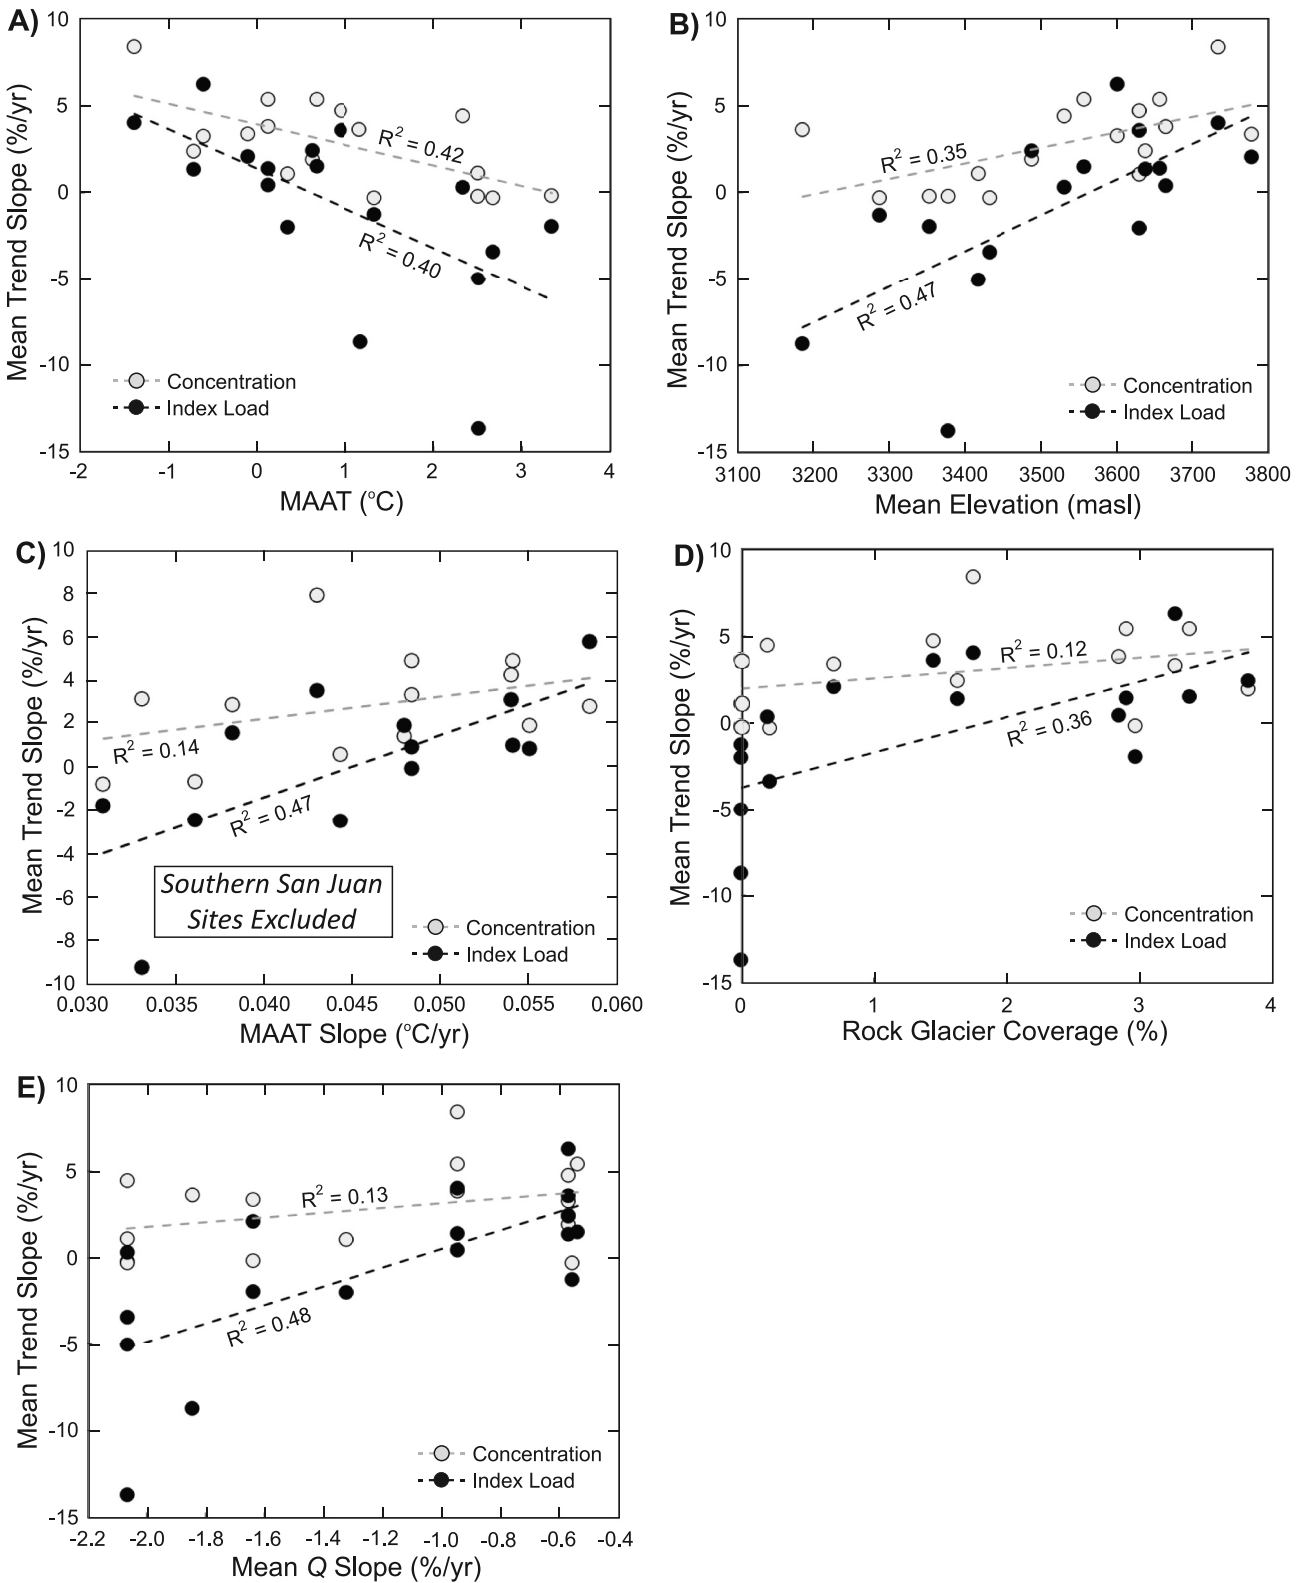 A)
Mean Trend Slope (%/yr)
10
5
0
-5
-10
-15
R² = 0.42
R² = 0.40
Concentration
Index Load
-2 -1 0 1 2 3 4
MAAT (°C)
B)
Mean Trend Slope (%/yr)
10
5
0
-5
-10
-15
R² = 0.35
R² = 0.47
Concentration
Index Load
3100 3200 3300 3400 3500 3600 3700 3800
Mean Elevation (masl)
C)
Mean Trend Slope (%/yr)
10
8
6
4
2
0
-2
-4
-6
-8
-10
R² = 0.14
R² = 0.47
Southern San Juan
Sites Excluded
Concentration
Index Load
0.030 0.035 0.040 0.045 0.050 0.055 0.060
MAAT Slope (°C/yr)
D)
Mean Trend Slope (%/yr)
10
5
0
-5
-10
-15
R² = 0.12
R² = 0.36
Concentration
Index Load
0 1 2 3 4
Rock Glacier Coverage (%)
E)
Mean Trend Slope (%/yr)
10
5
0
-5
-10
-15
R² = 0.13
R² = 0.48
Concentration
Index Load
-2.2 -2.0 -1.8 -1.6 -1.4 -1.2 -1.0 -0.8 -0.6 -0.4
Mean Q Slope (%/yr)